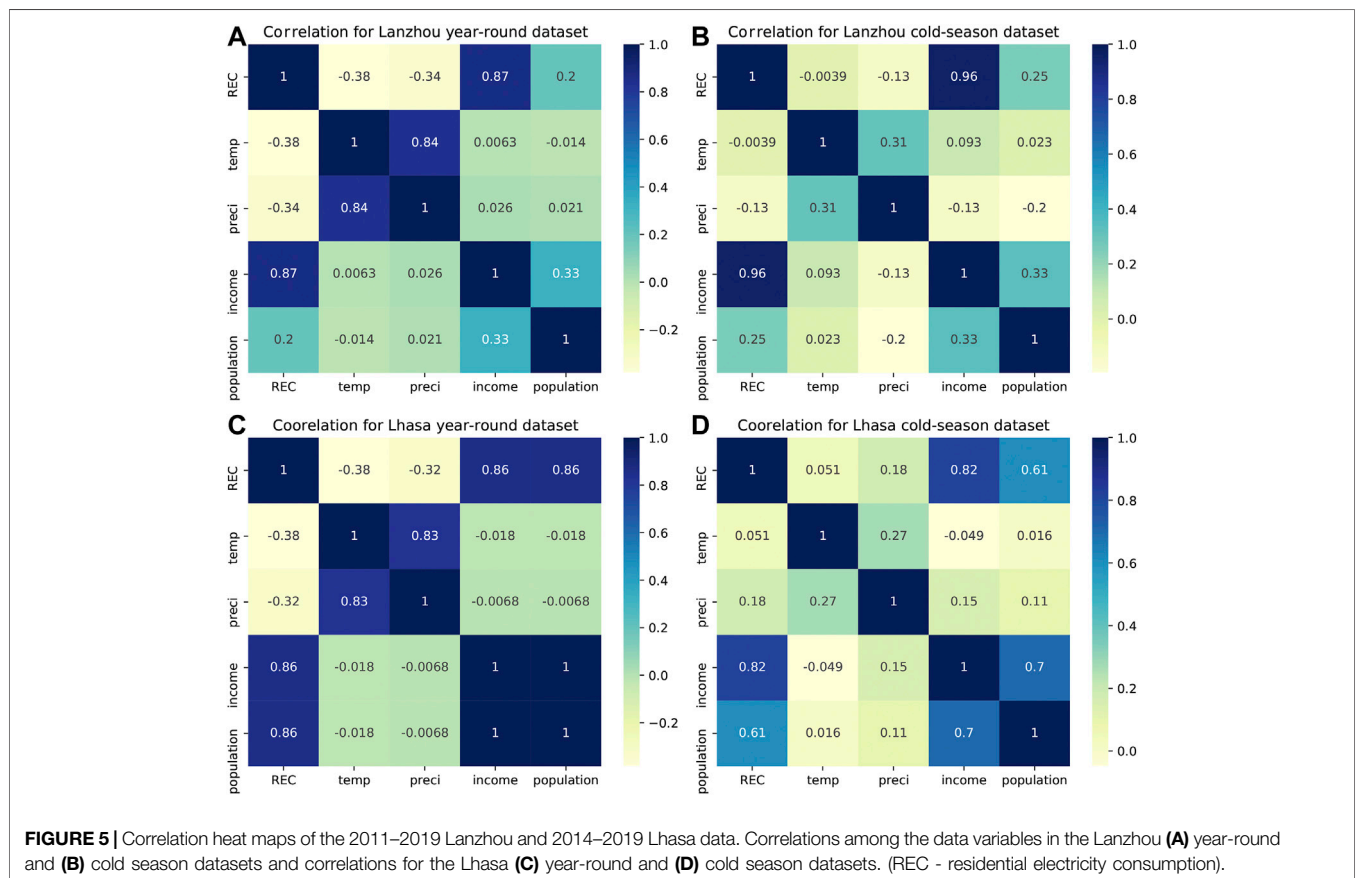 A Correlation for Lanzhou year-round dataset
REC 1 -0.38 -0.34 0.87 0.2
temp -0.38 1 0.84 0.0063 -0.014
preci -0.34 0.84 1 0.026 0.021
income 0.87 0.0063 0.026 1 0.33
population 0.2 -0.014 0.021 0.33 1
REC temp preci income population
1.0
0.8
0.6
0.4
0.2
0.0
−0.2
B Correlation for Lanzhou cold-season dataset
REC 1 -0.0039 -0.13 0.96 0.25
temp -0.0039 1 0.31 0.093 0.023
preci -0.13 0.31 1 -0.13 -0.2
income 0.96 0.093 -0.13 1 0.33
population 0.25 0.023 -0.2 0.33 1
REC temp preci income population
1.0
0.8
0.6
0.4
0.2
0.0
C Coorelation for Lhasa year-round dataset
REC 1 -0.38 -0.32 0.86 0.86
temp -0.38 1 0.83 -0.018 -0.018
preci -0.32 0.83 1 -0.0068 -0.0068
income 0.86 -0.018 -0.0068 1 1
population 0.86 -0.018 -0.0068 1 1
REC temp preci income population
1.0
0.8
0.6
0.4
0.2
0.0
−0.2
D Coorelation for Lhasa cold-season dataset
REC 1 0.051 0.18 0.82 0.61
temp 0.051 1 0.27 -0.049 0.016
preci 0.18 0.27 1 0.15 0.11
income 0.82 -0.049 0.15 1 0.7
population 0.61 0.016 0.11 0.7 1
REC temp preci income population
1.0
0.8
0.6
0.4
0.2
0.0
FIGURE 5 | Correlation heat maps of the 2011–2019 Lanzhou and 2014–2019 Lhasa data. Correlations among the data variables in the Lanzhou (A) year-round
and (B) cold season datasets and correlations for the Lhasa (C) year-round and (D) cold season datasets. (REC - residential electricity consumption).